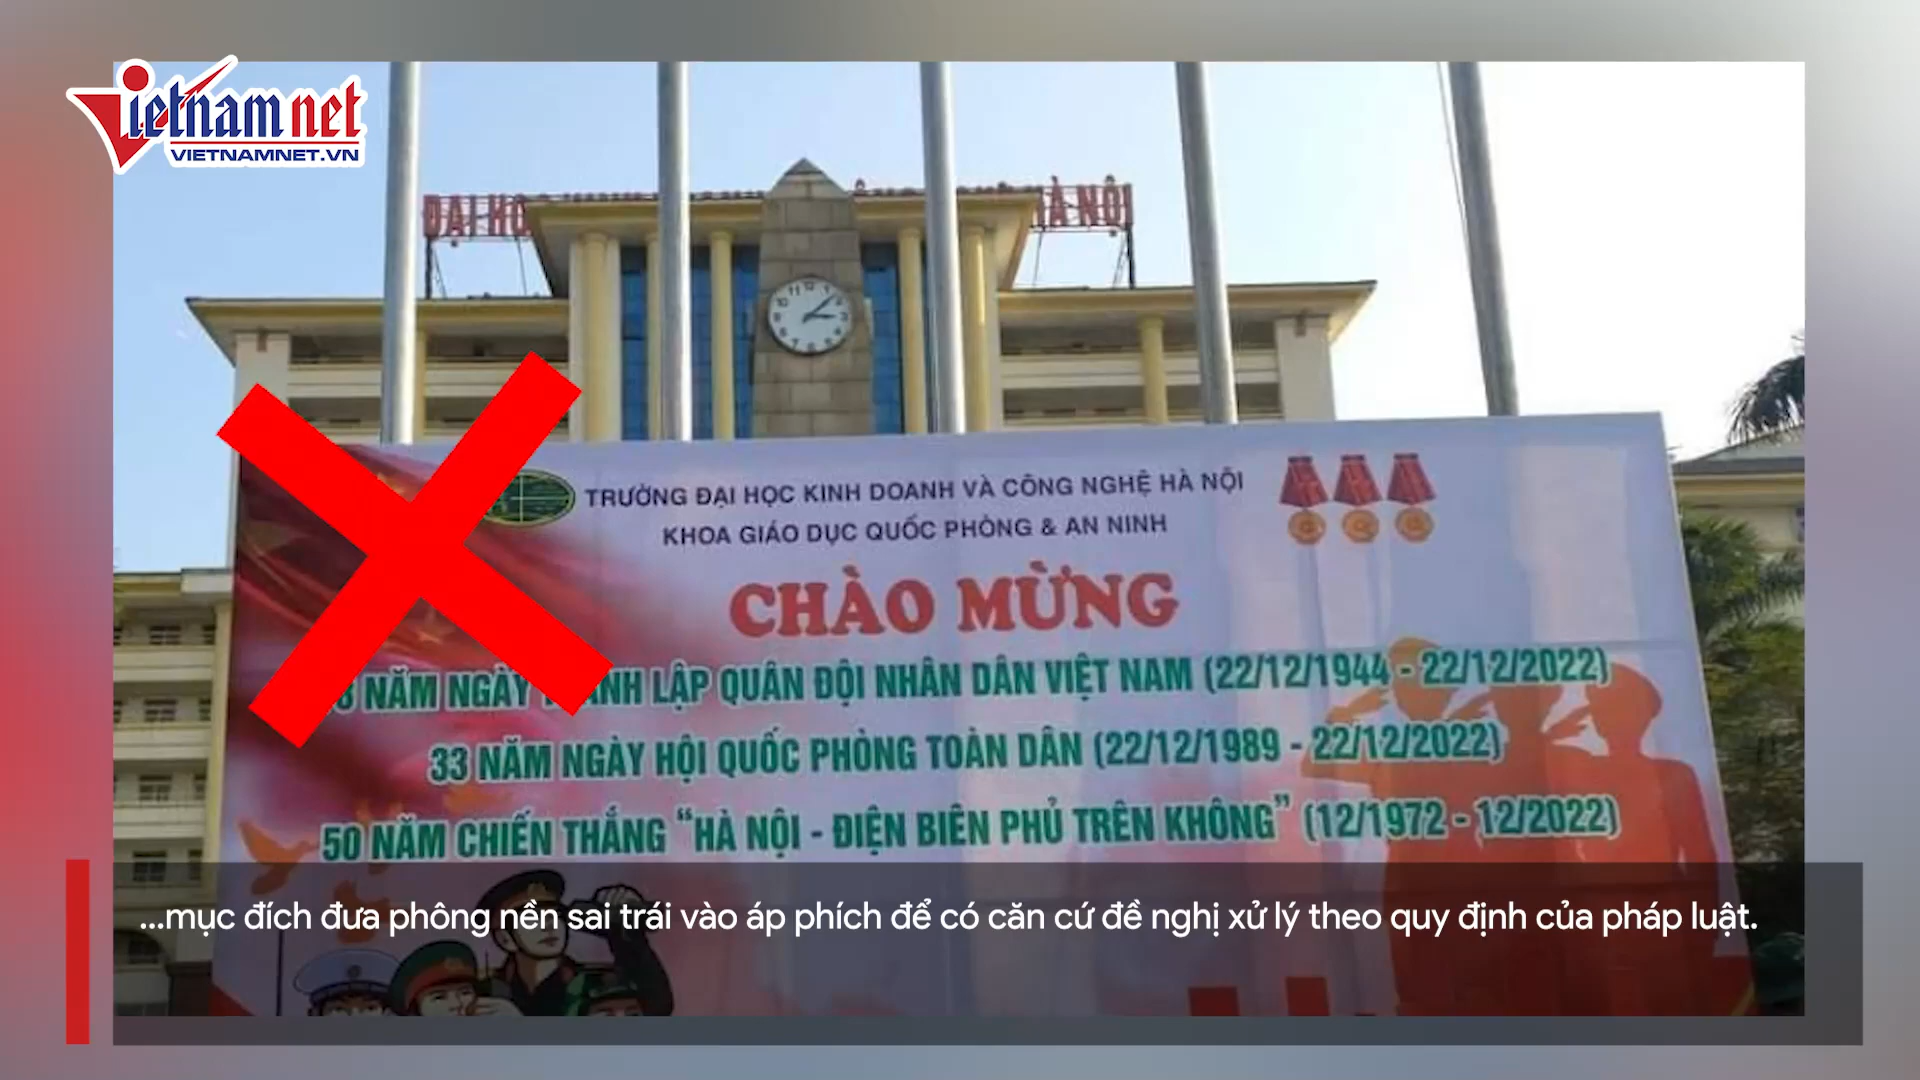 Vietnamnet
VIETNAMNET.VN
ĐẠI HỌ
HÀ NỘI
TRƯỜNG ĐẠI HỌC KINH DOANH VÀ CÔNG NGHỆ HÀ NỘI
KHOA GIÁO DỤC QUỐC PHÒNG & AN NINH
CHÀO MỪNG
NĂM NGÀY LẬP QUÂN ĐỘI NHÂN DÂN VIỆT NAM (22/12/1944 - 22/12/2022)
33 NĂM NGÀY HỘI QUỐC PHÒNG TOÀN DÂN (22/12/1989 - 22/12/2022)
50 NĂM CHIẾN THẮNG "HÀ NỘI - ĐIỆN BIÊN PHỦ TRÊN KHÔNG" (12/1972 - 12/2022)
...mục đích đưa phông nền sai trái vào áp phích để có căn cứ đề nghị xử lý theo quy định của pháp luật.